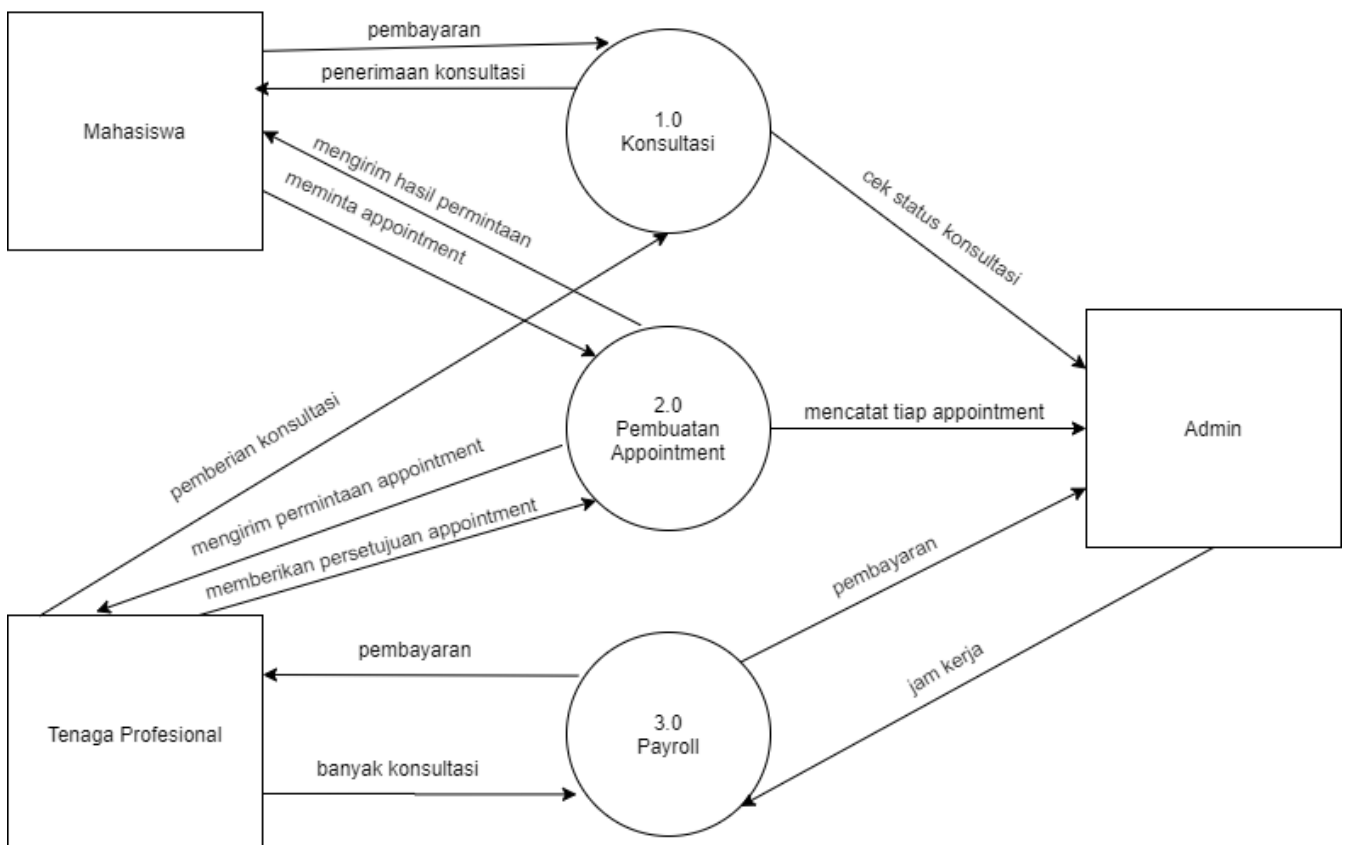 pembayaran
penerimaan konsultasi
Mahasiswa
1.0
Konsultasi
mengirim hasil permintaan
meminta appointment
cek status konsultasi
pemberian konsultasi
2.0
Pembuatan
Appointment
mencatat tiap appointment
Admin
mengirim permintaan appointment
memberikan persetujuan appointment
pembayaran
jam kerja
pembayaran
Tenaga Profesional
3.0
Payroll
banyak konsultasi